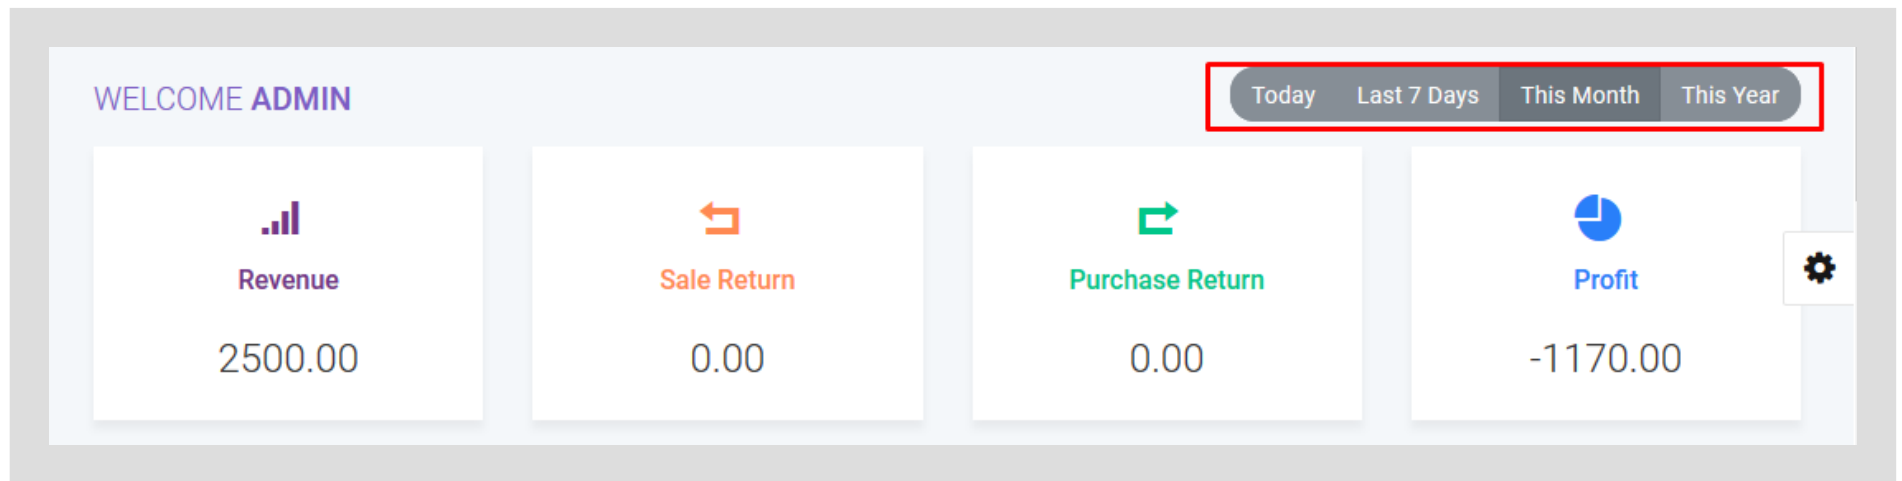 WELCOME ADMIN
Today Last 7 Days This Month This Year
Revenue
2500.00
Sale Return
0.00
Purchase Return
0.00
Profit
-1170.00